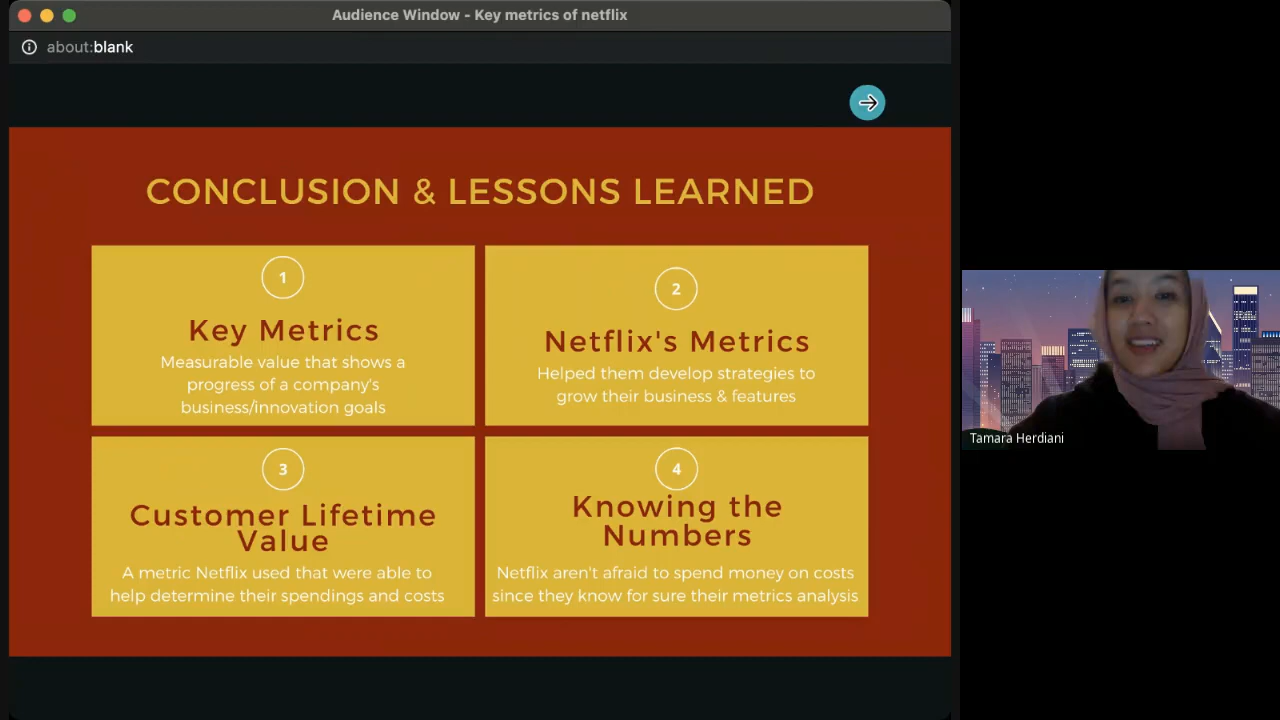 Audience Window - Key metrics of netflix
about:blank
CONCLUSION & LESSONS LEARNED
1
Key Metrics
Measurable value that shows a
progress of a company's
business/innovation goals
2
Netflix's Metrics
Helped them develop strategies to
grow their business & features
3
Customer Lifetime
Value
A metric Netflix used that were able to
help determine their spendings and costs
4
Knowing the
Numbers
Netflix aren't afraid to spend money on costs
since they know for sure their metrics analysis
Tamara Herdiani